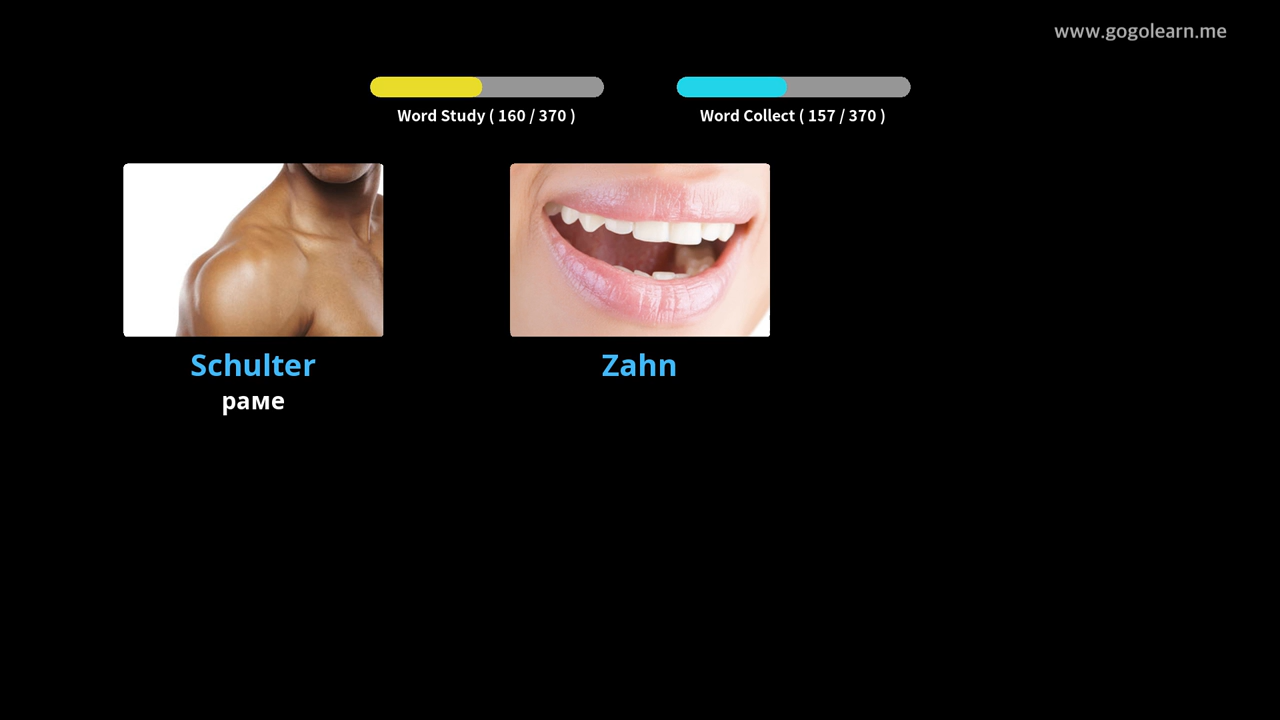 www.gogolearn.me
Word Study ( 160 / 370 )
Word Collect ( 157 / 370 )
Schulter
раме
Zahn